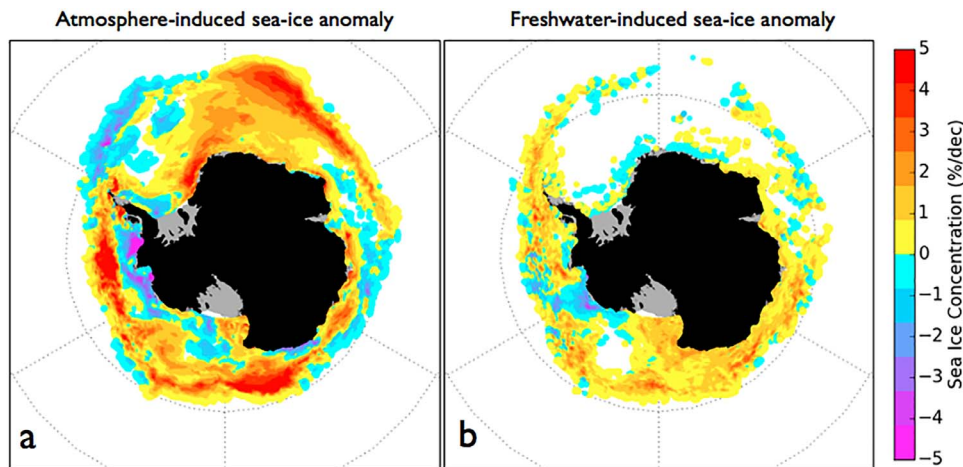 Atmosphere-induced sea-ice anomaly
Freshwater-induced sea-ice anomaly
a
b
5
4
3
2
1
0
−1
−2
−3
−4
−5
Sea Ice Concentration (%/dec)